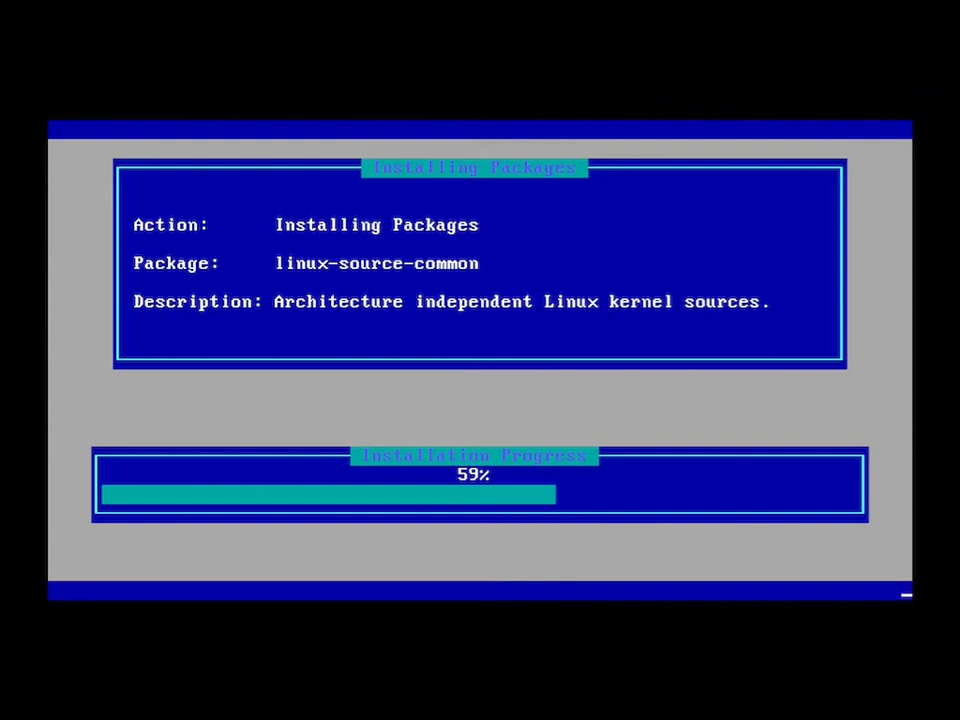 Installing Packages
Action: Installing Packages
Package: linux-source-common
Description: Architecture independent Linux kernel sources.
Installation Progress
59%